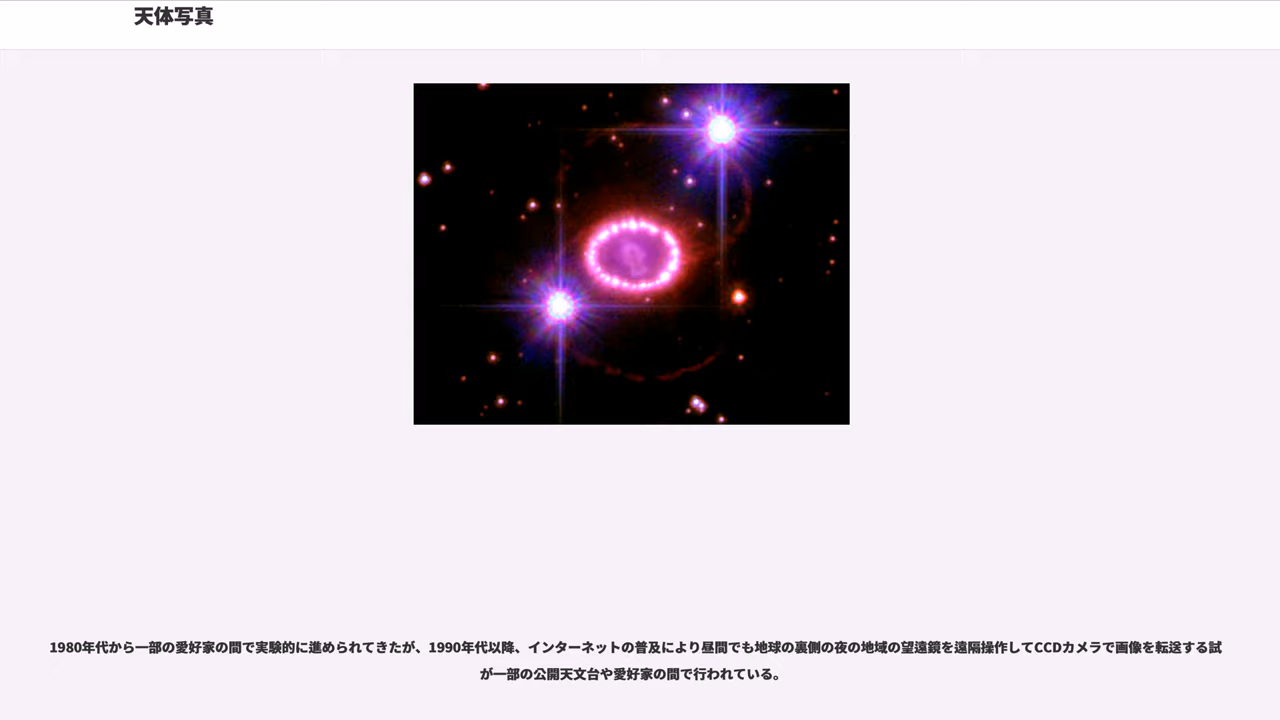 天体写真
1980年代から一部の愛好家の間で実験的に進められてきたが、1990年代以降、インターネットの普及により昼間でも地球の裏側の夜の地域の望遠鏡を遠隔操作してCCDカメラで画像を転送する試
が一部の公開天文台や愛好家の間で行われている。